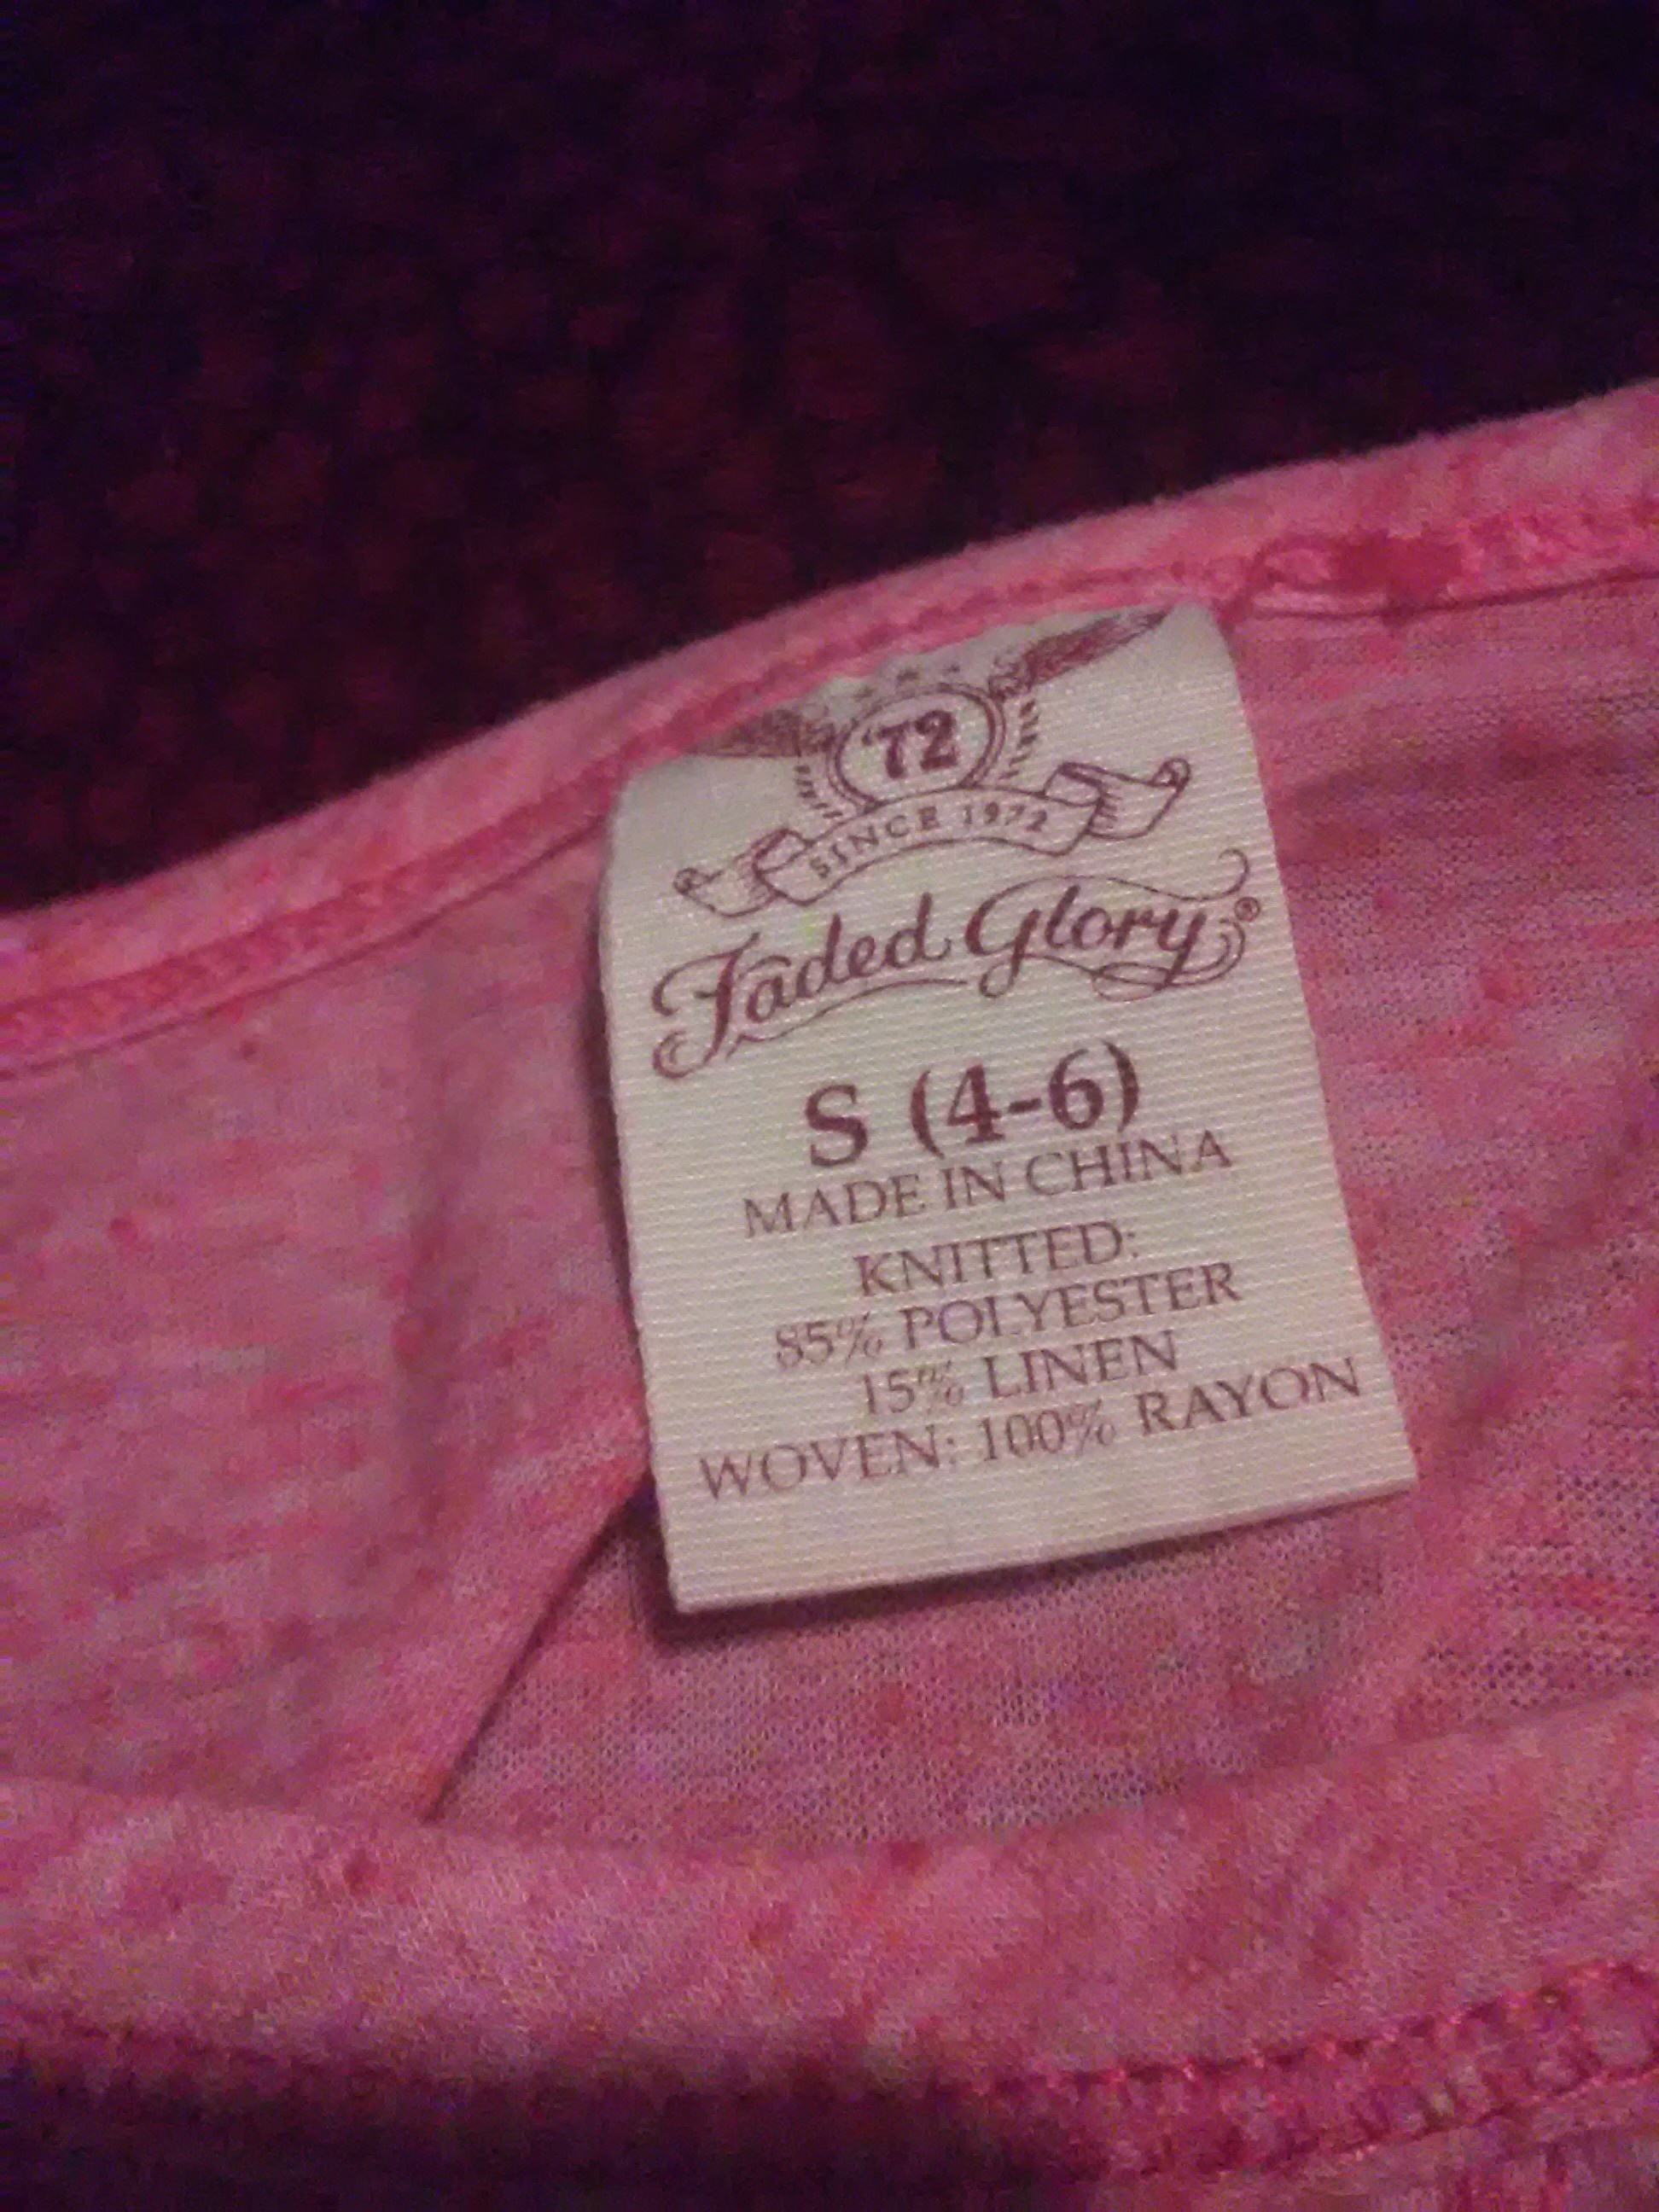 '72
SINCE 1972
Faded Glory®
S (4-6)
MADE IN CHINA
KNITTED:
85% POLYESTER
15% LINEN
WOVEN: 100% RAYON